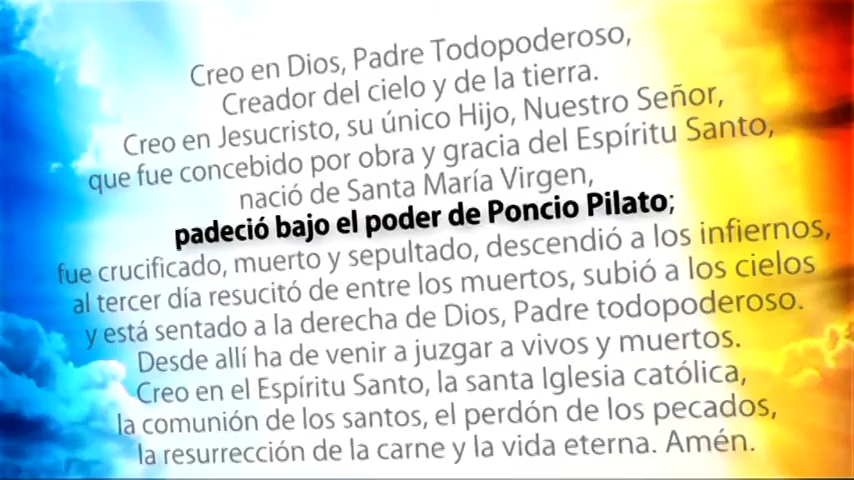 Creo en Dios, Padre Todopoderoso,
Creador del cielo y de la tierra.
Creo en Jesucristo, su único Hijo, Nuestro Señor,
que fue concebido por obra y gracia del Espíritu Santo,
nació de Santa María Virgen,
padeció bajo el poder de Poncio Pilato;
fue crucificado, muerto y sepultado, descendió a los infiernos,
al tercer día resucitó de entre los muertos, subió a los cielos
y está sentado a la derecha de Dios, Padre todopoderoso.
Desde allí ha de venir a juzgar a vivos y muertos.
Creo en el Espíritu Santo, la santa Iglesia católica,
la comunión de los santos, el perdón de los pecados,
la resurrección de la carne y la vida eterna. Amén.